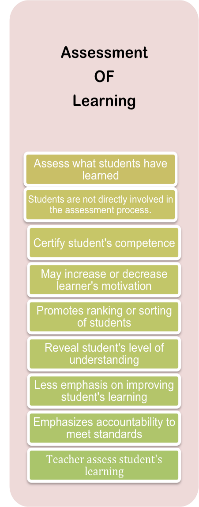 Assessment
OF
Learning
Assess what students have
learned
Students are not directly involved in
the assessment process.
Certify student's competence
May increase or decrease
learner's motivation
Promotes ranking or sorting
of students
Reveal student's level of
understanding
Less emphasis on improving
student's learning
Emphasizes accountability to
meet standards
Teacher assess student's
learning